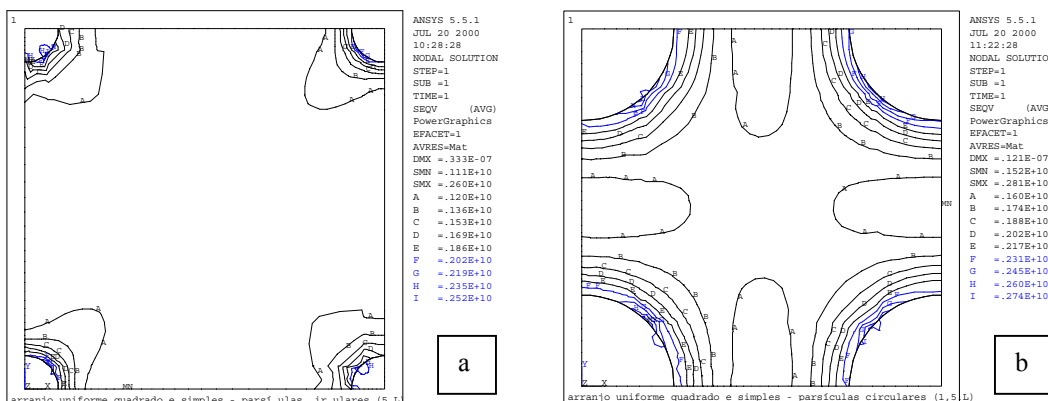 1
ANSYS 5.5.1
JUL 20 2000
10:28:28
NODAL SOLUTION
STEP=1
SUB =1
TIME=1
SEQV (AVG)
PowerGraphics
EFACET=1
AVRES=Mat
DMX =.333E-07
SMN =.111E+10
SMX =.260E+10
A =.120E+10
B =.136E+10
C =.153E+10
D =.169E+10
E =.186E+10
F =.202E+10
G =.219E+10
H =.235E+10
I =.252E+10
MN
Y
Z X
a
arranjo uniforme quadrado e simples
1
ANSYS 5.5.1
JUL 20 2000
11:22:28
NODAL SOLUTION
STEP=1
SUB =1
TIME=1
SEQV (AVG
PowerGraphics
EFACET=1
AVRES=Mat
DMX =.121E-07
SMN =.152E+10
SMX =.281E+10
A =.160E+10
B =.174E+10
C =.188E+10
D =.202E+10
E =.217E+10
F =.231E+10
G =.245E+10
H =.260E+10
I =.274E+10
MN
Y
Z X
b
arranjo uniforme quadrado e simples - parsículas circulares (1,5,L)